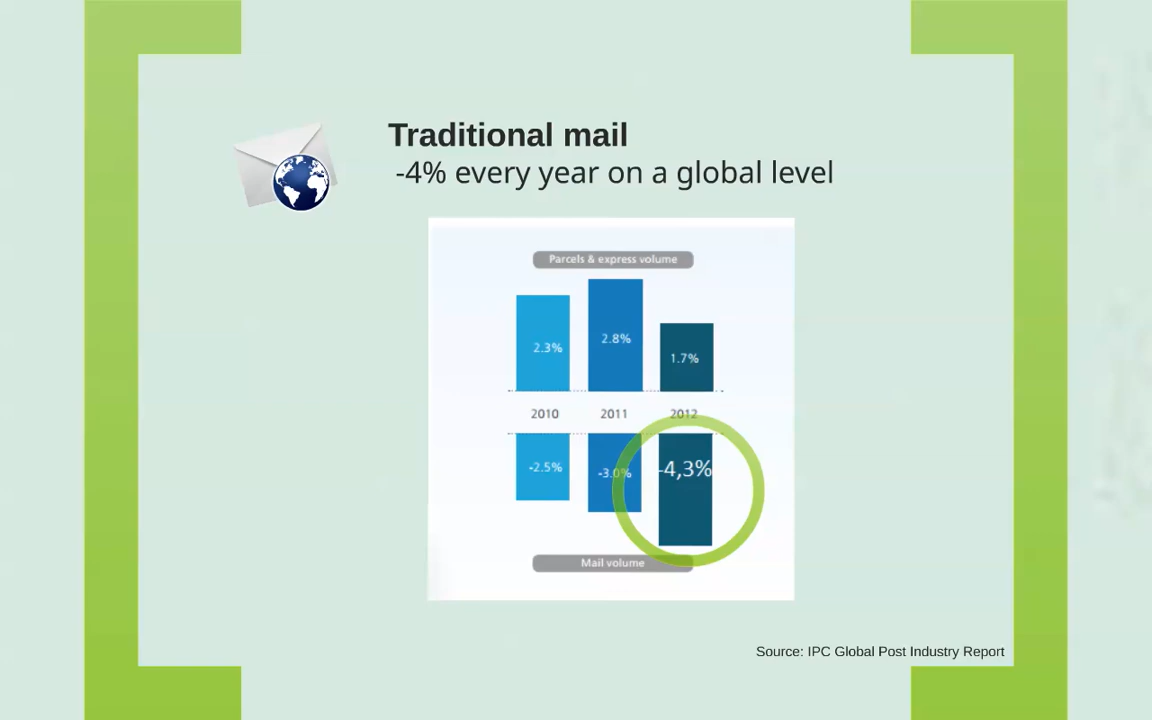 Traditional mail
-4% every year on a global level
Parcels & express volume
2.3% 2.8% 1.7%
2010 2011 2012
-2.5% -3.0% -4,3%
Mail volume
Source: IPC Global Post Industry Report